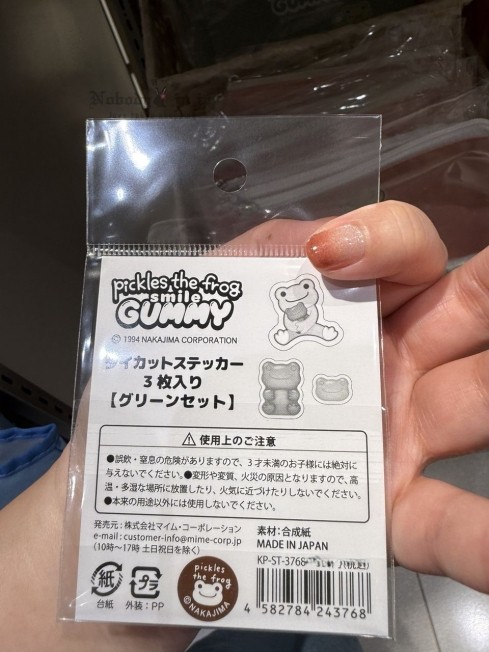 pickles the frog
smile
GUMMY
© 1994 NAKAJIMA CORPORATION
ダイカットステッカー
3枚入り
【グリーンセット】
⚠ 使用上のご注意
●誤飲・窒息の危険がありますので、3才未満のお子様には絶対に
与えないでください。●変形や変質、火災の原因となりますので、高
温・多湿な場所に放置したり、火気に近づけたりしないでください。
●本来の用途以外には使用しないでください。
発売元:株式会社マイム・コーポレーション
e-mail:customer-info@mime-corp.jp
(10時〜17時 土日祝日を除く)
素材:合成紙
MADE IN JAPAN
紙
台紙
プラ
外装:PP
pickles
the frog
©NAKAJIMA
KP-ST-3768
4 582784 243768